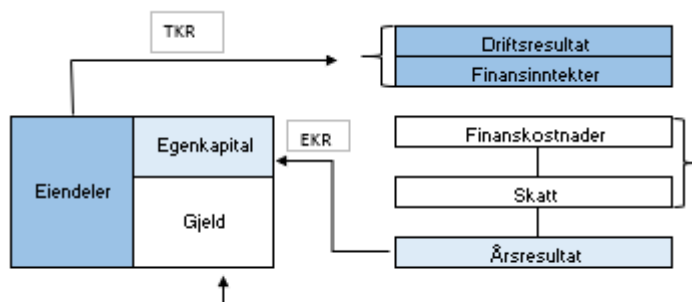 TKR
Driftsresultat
Finansinntekter
Eiendeler
Egenkapital
Gjeld
EKR
Finanskostnader
Skatt
Årsresultat